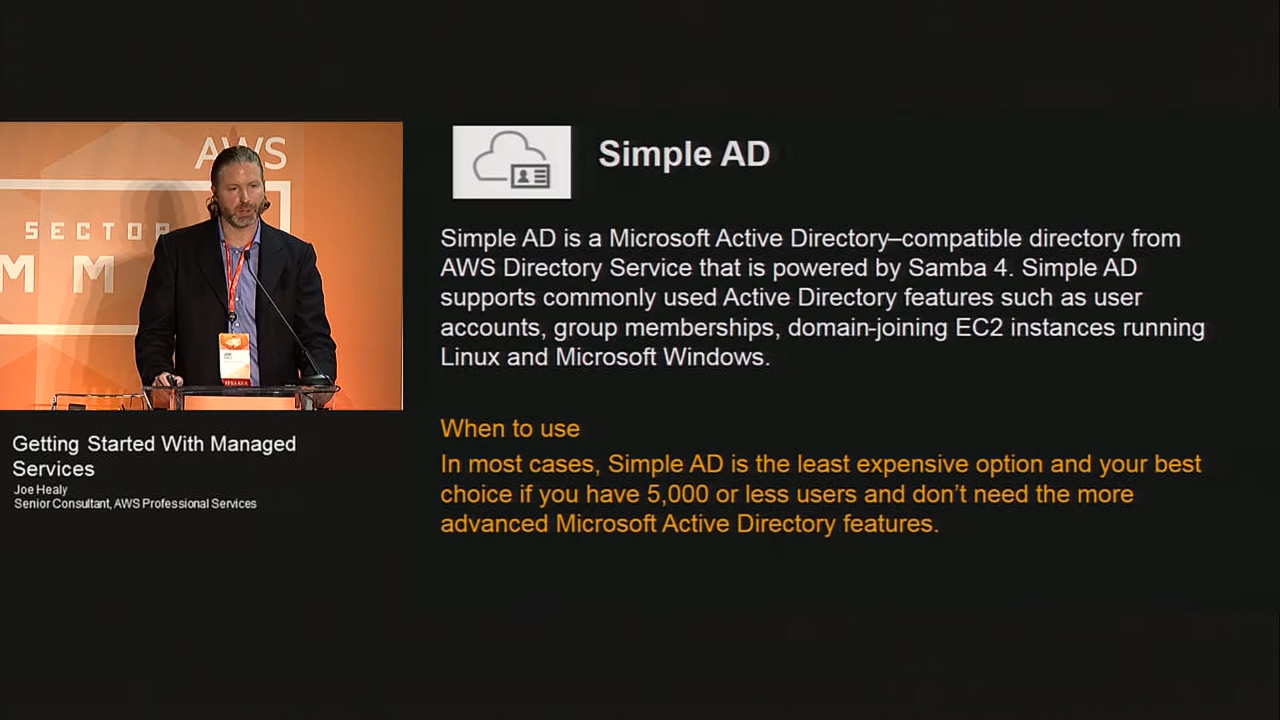 AWS
SECTOR
MM
Getting Started With Managed
Services
Joe Healy
Senior Consultant, AWS Professional Services
Simple AD
Simple AD is a Microsoft Active Directory–compatible directory from
AWS Directory Service that is powered by Samba 4. Simple AD
supports commonly used Active Directory features such as user
accounts, group memberships, domain-joining EC2 instances running
Linux and Microsoft Windows.
When to use
In most cases, Simple AD is the least expensive option and your best
choice if you have 5,000 or less users and don’t need the more
advanced Microsoft Active Directory features.